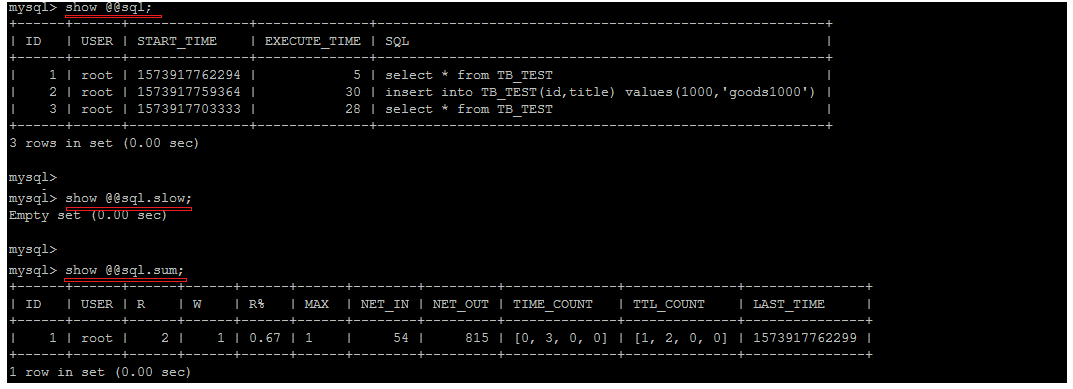 mysql> show @@sql;
+------+------+---------------+--------------+--------------------------------------------------------+
| ID   | USER | START_TIME    | EXECUTE_TIME | SQL                                                    |
+------+------+---------------+--------------+--------------------------------------------------------+
|    1 | root | 1573917762294 |            5 | select * from TB_TEST                                  |
|    2 | root | 1573917759364 |           30 | insert into TB_TEST(id,title) values(1000,'goods1000') |
|    3 | root | 1573917703333 |           28 | select * from TB_TEST                                  |
+------+------+---------------+--------------+--------------------------------------------------------+
3 rows in set (0.00 sec)
mysql>
mysql> show @@sql.slow;
Empty set (0.00 sec)
mysql>
mysql> show @@sql.sum;
+------+------+------+------+------+------+--------+---------+--------------+--------------+---------------+
| ID   | USER | R    | W    | R%   | MAX  | NET_IN | NET_OUT | TIME_COUNT   | TTL_COUNT    | LAST_TIME     |
+------+------+------+------+------+------+--------+---------+--------------+--------------+---------------+
|    1 | root |    2 |    1 | 0.67 | 1    |     54 |     815 | [0, 3, 0, 0] | [1, 2, 0, 0] | 1573917762299 |
+------+------+------+------+------+------+--------+---------+--------------+--------------+---------------+
1 row in set (0.00 sec)